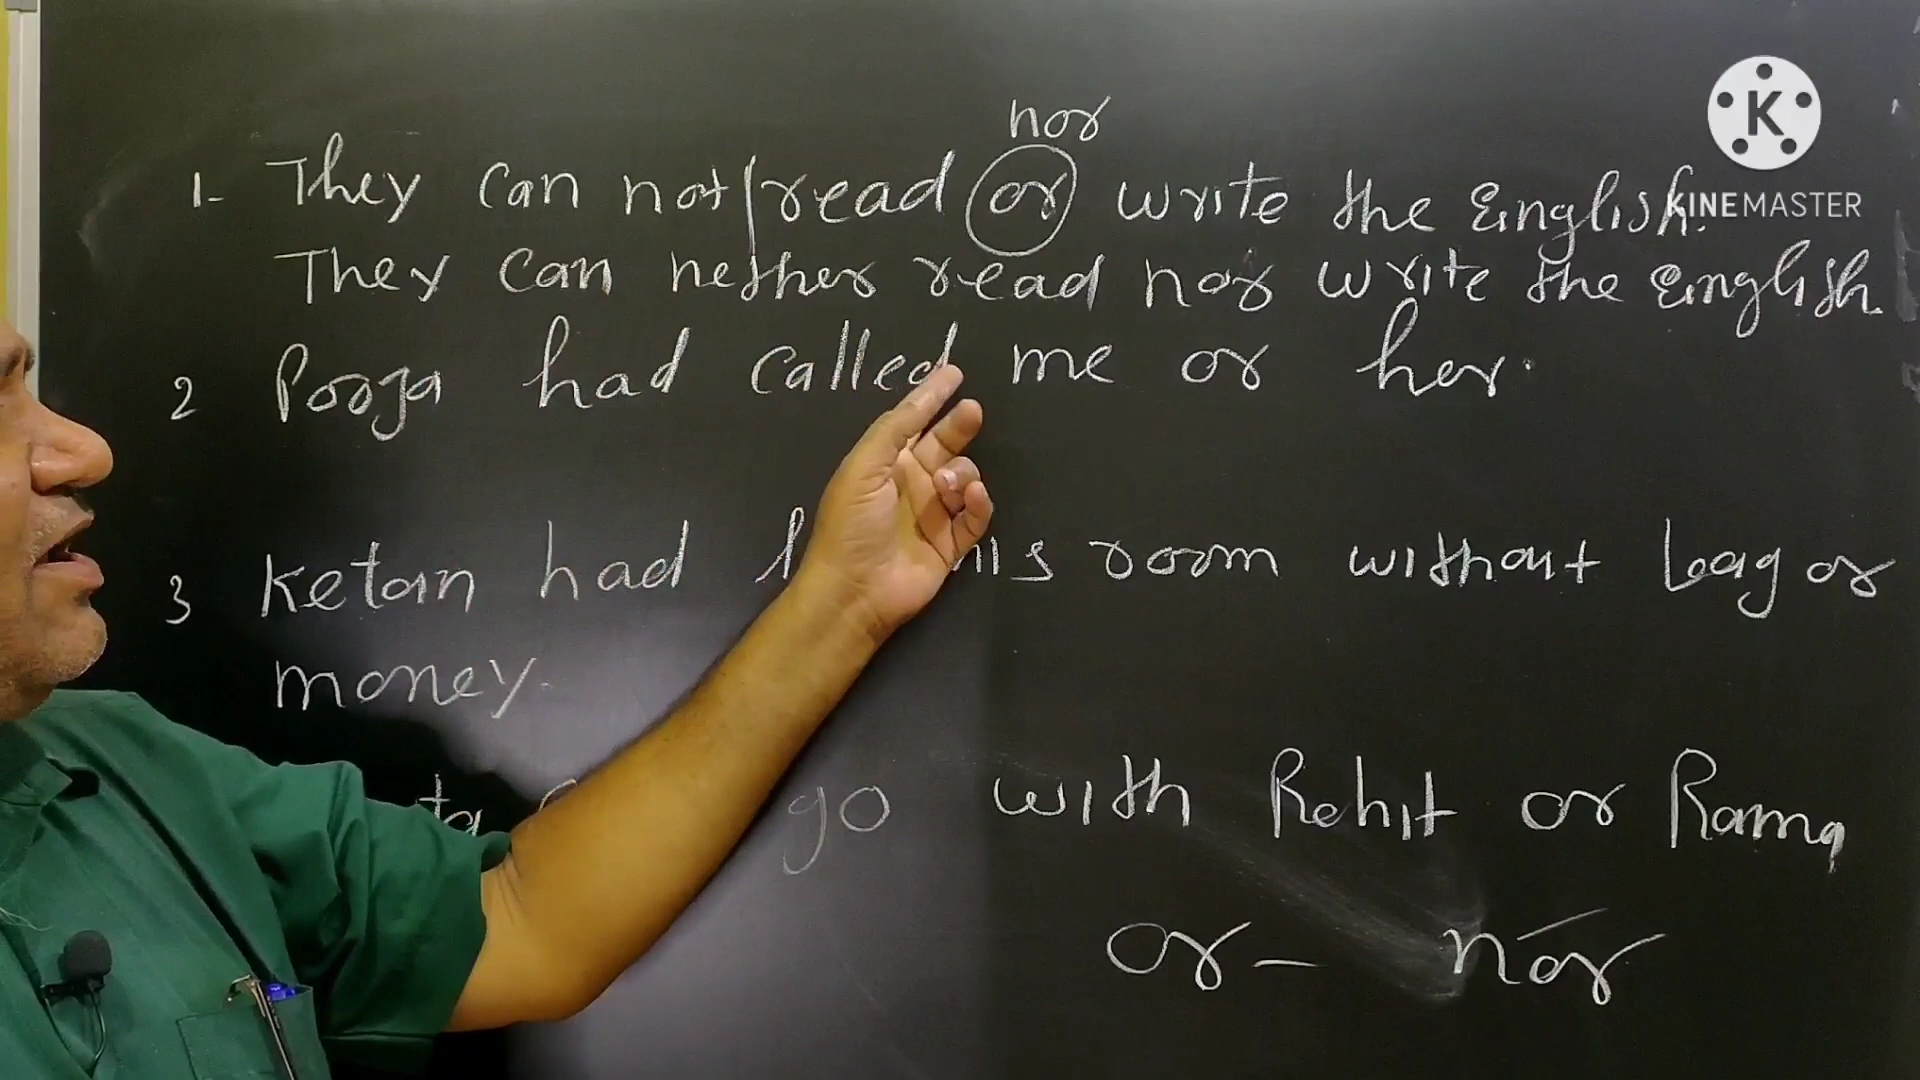 nor
1- They can not/read or write the English.
They can nether read nor write the English.
2 Pooja had called me or her.
3 Ketan had his room without bag or
money.
go with Rohit or Rama
or - nor
K
KINEMASTER